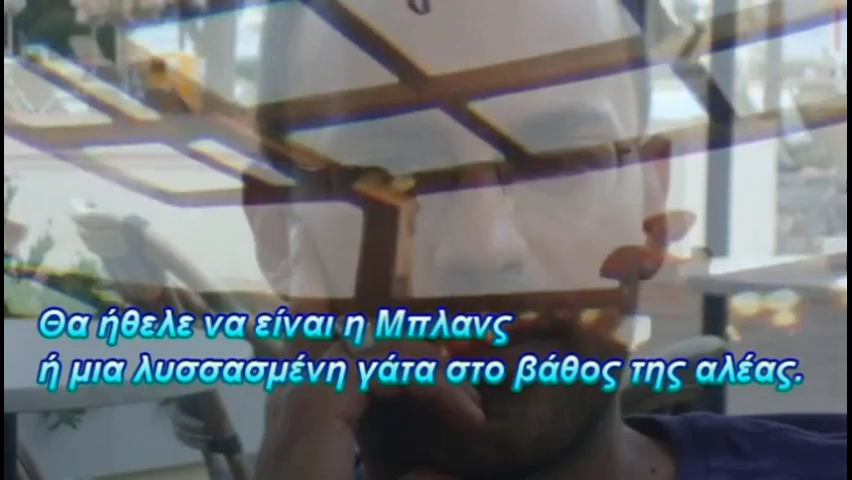 Θα ήθελε να είναι η Μπλανς
ή μια λυσσασμένη γάτα στο βάθος της αλέας.